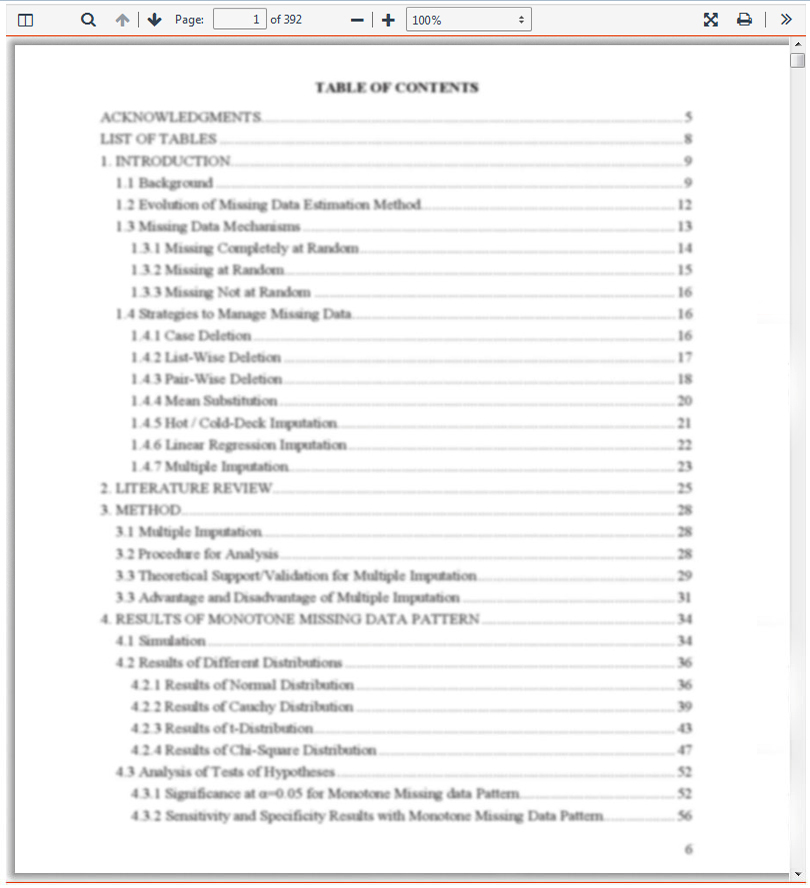 Page: 1 of 392 100%
TABLE OF CONTENTS
ACKNOWLEDGMENTS 5
LIST OF TABLES 8
1. INTRODUCTION 9
1.1 Background 9
1.2 Evolution of Missing Data Estimation Method 12
1.3 Missing Data Mechanisms 13
1.3.1 Missing Completely at Random 14
1.3.2 Missing at Random 15
1.3.3 Missing Not at Random 16
1.4 Strategies to Manage Missing Data 16
1.4.1 Case Deletion 16
1.4.2 List-Wise Deletion 17
1.4.3 Pair-Wise Deletion 18
1.4.4 Mean Substitution 20
1.4.5 Hot / Cold-Deck Imputation 21
1.4.6 Linear Regression Imputation 22
1.4.7 Multiple Imputation 23
2. LITERATURE REVIEW 25
3. METHOD 28
3.1 Multiple Imputation 28
3.2 Procedure for Analysis 28
3.3 Theoretical Support/Validation for Multiple Imputation 29
3.3 Advantage and Disadvantage of Multiple Imputation 31
4. RESULTS OF MONOTONE MISSING DATA PATTERN 34
4.1 Simulation 34
4.2 Results of Different Distributions 36
4.2.1 Results of Normal Distribution 36
4.2.2 Results of Cauchy Distribution 39
4.2.3 Results of t-Distribution 43
4.2.4 Results of Chi-Square Distribution 47
4.3 Analysis of Tests of Hypotheses 52
4.3.1 Significance at α=0.05 for Monotone Missing data Pattern 52
4.3.2 Sensitivity and Specificity Results with Monotone Missing Data Pattern 56
6